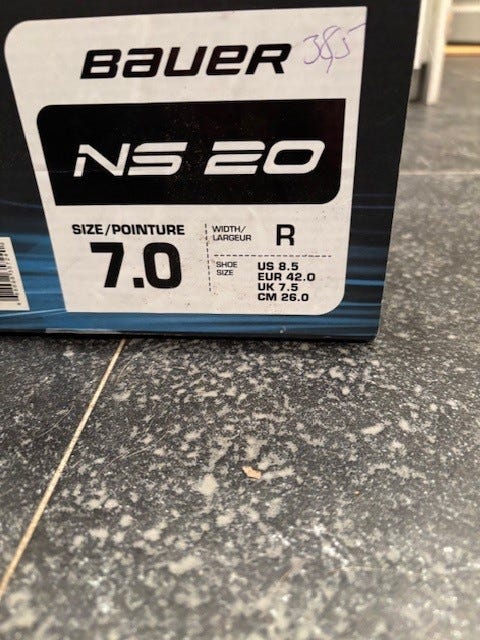 BAUER
385
NS 20
SIZE/POINTURE
7.0
WIDTH/
LARGEUR
R
SHOE
SIZE
US 8.5
EUR 42.0
UK 7.5
CM 26.0